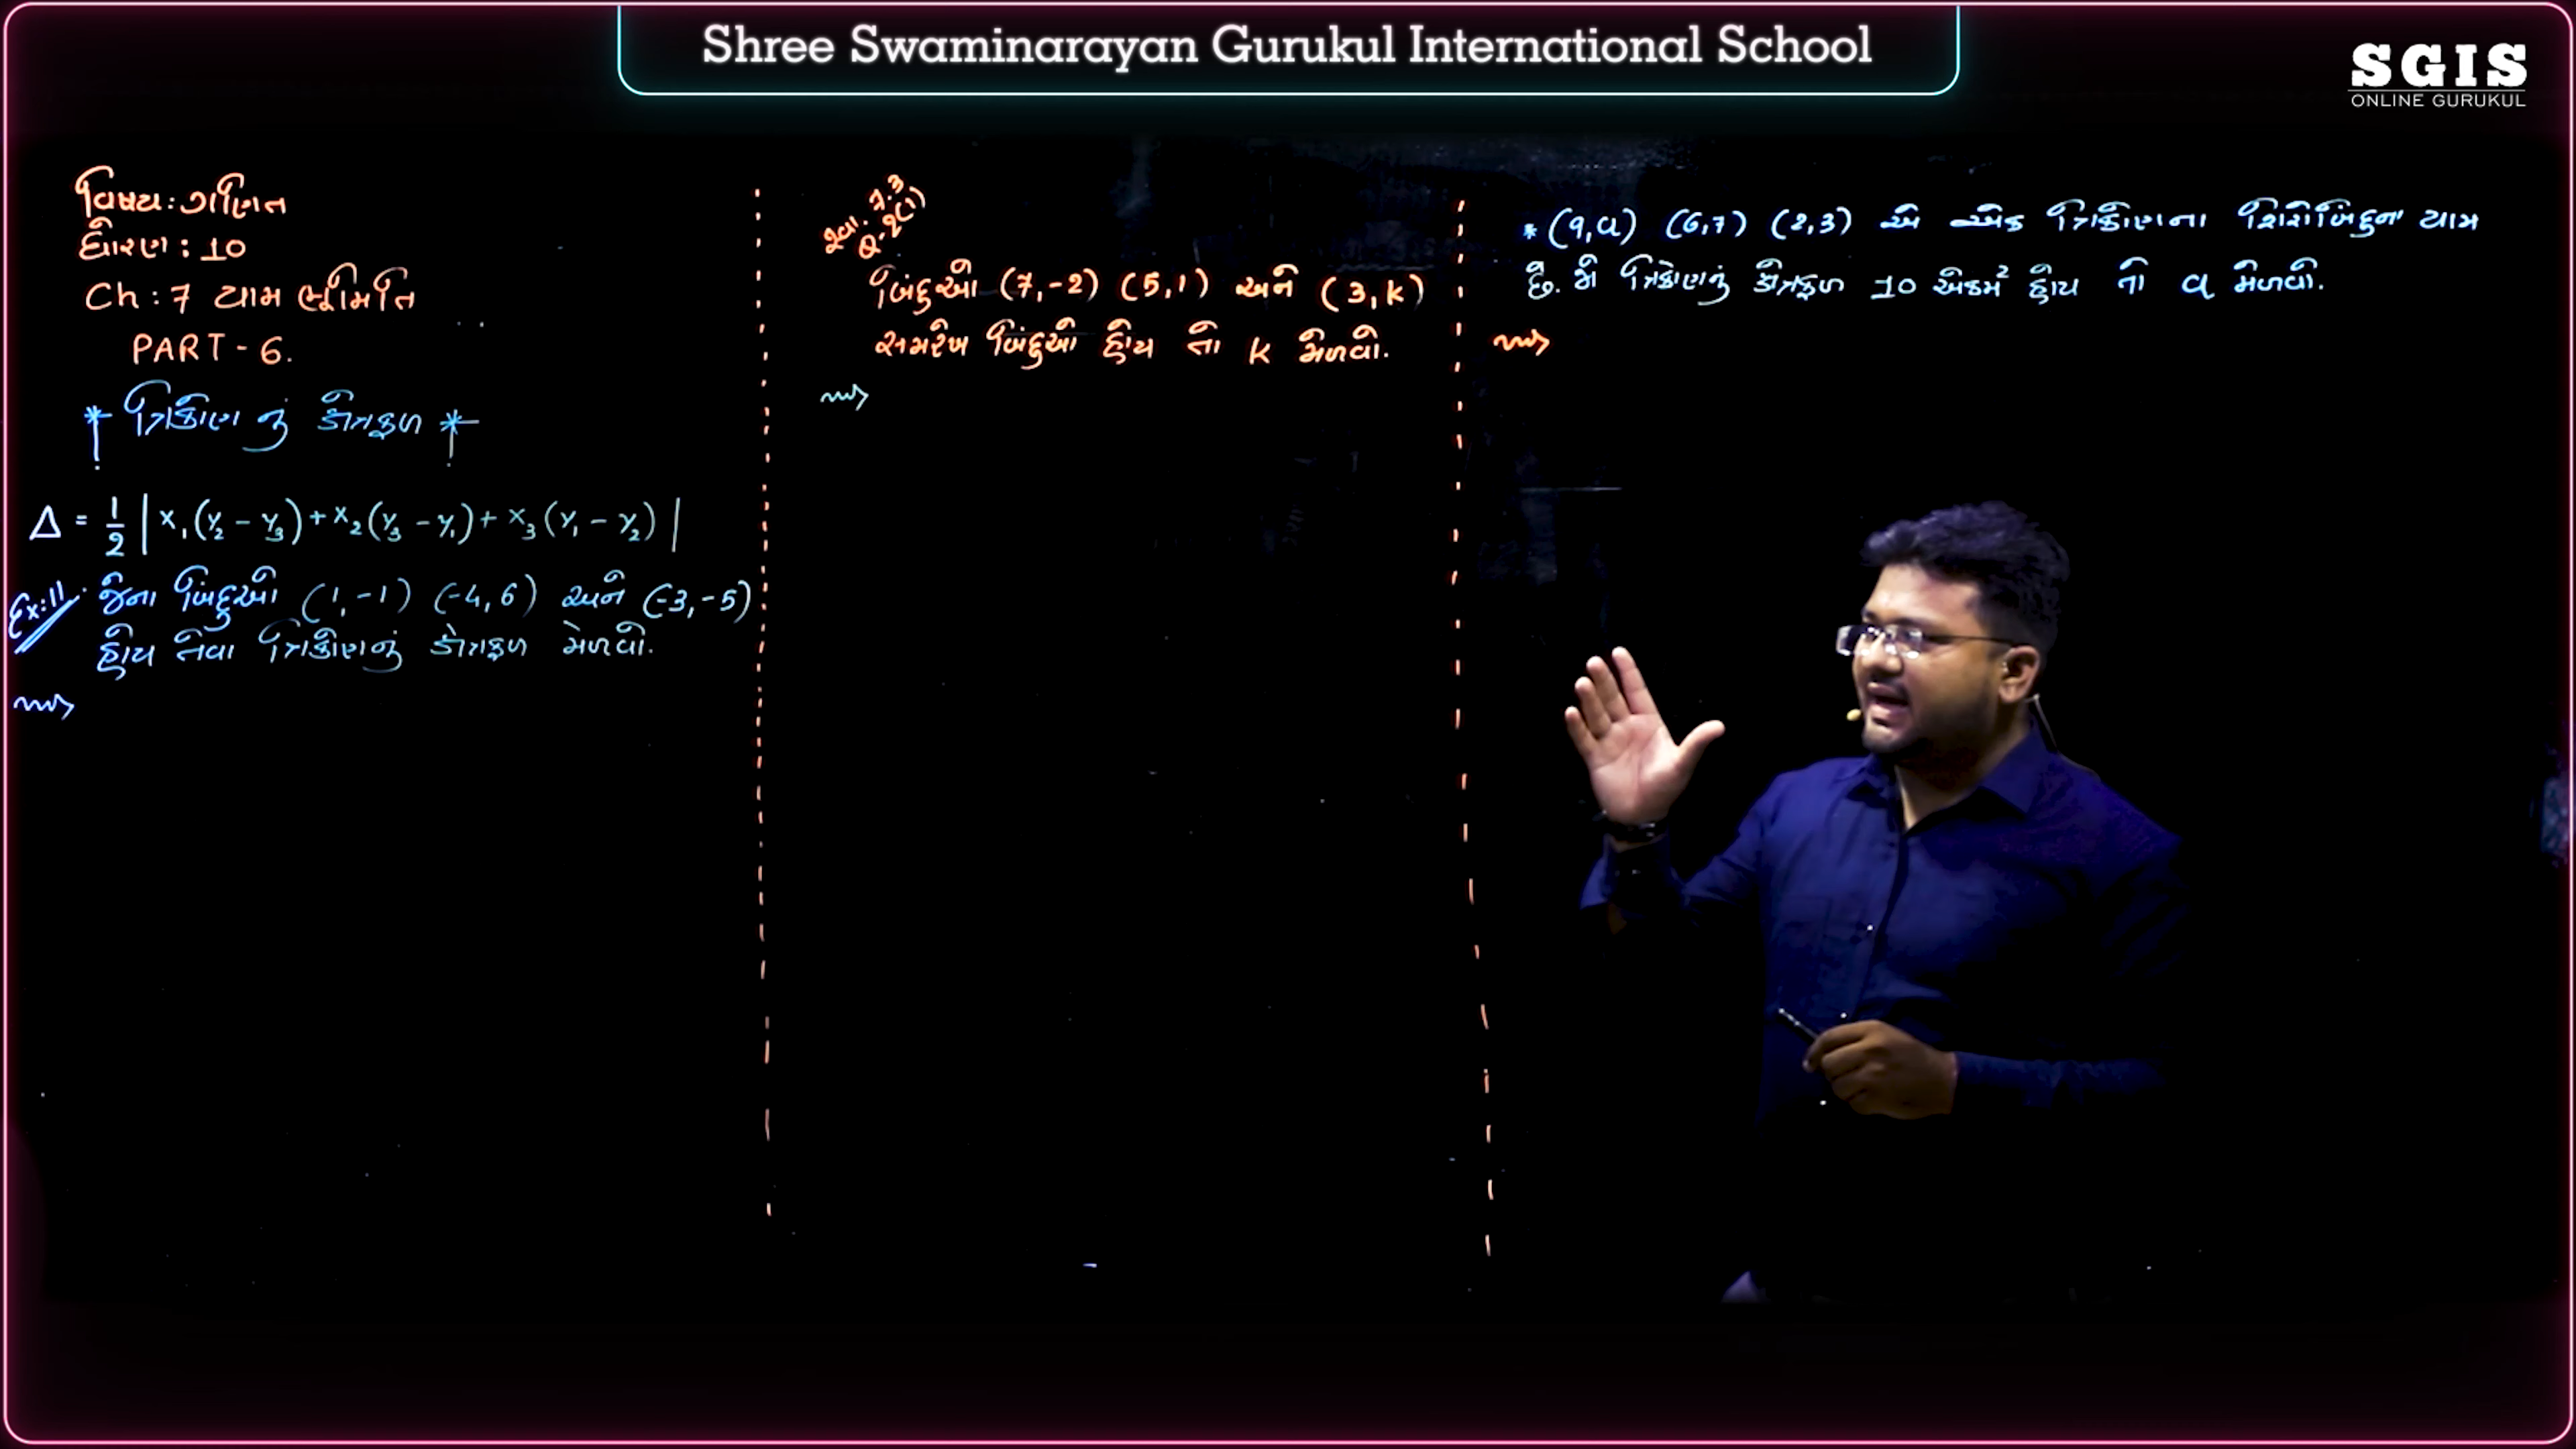 Shree Swaminarayan Gurukul International School
SGIS
ONLINE GURUKUL
વિષય : ગણિત
ધોરણ : 10
Ch : 7 યામ ભૂમિતિ
PART - 6.
* ત્રિકોણ નું ક્ષેત્રફળ *
Δ = 1/2 | x₁(y₂ - y₃) + x₂(y₃ - y₁) + x₃(y₁ - y₂) |
Ex:11. જેના બિંદુઓ (1,-1) (-4,6) અને (-3,-5)
હોય તેવા ત્રિકોણનું ક્ષેત્રફળ મેળવો.
સ્વા. 7.3
Q-2(1)
બિંદુઓ (7,-2) (5,1) અને (3,k)
સમરેખ બિંદુઓ હોય તો k મેળવો.
* (9,a) (6,7) (2,3) એ એક ત્રિકોણના શિરોબિંદુના યામ
છે. જો ત્રિકોણનું ક્ષેત્રફળ 10 એકમ² હોય તો a મેળવો.